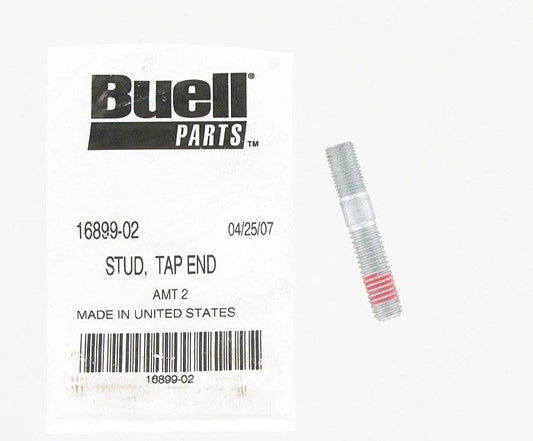 Buell®
PARTS™
16899-02 04/25/07
STUD, TAP END
AMT 2
MADE IN UNITED STATES
16899-02